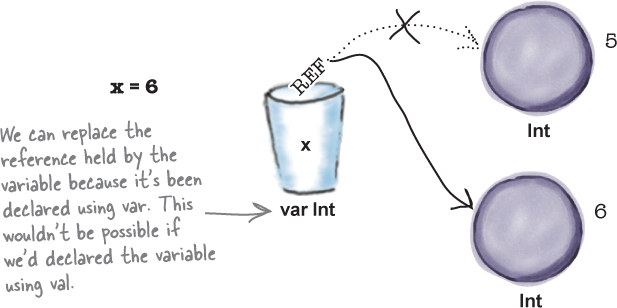 x = 6
We can replace the
reference held by the
variable because it's been
declared using var. This
wouldn't be possible if
we'd declared the variable
using val.
REF
x
var Int
5
Int
6
Int